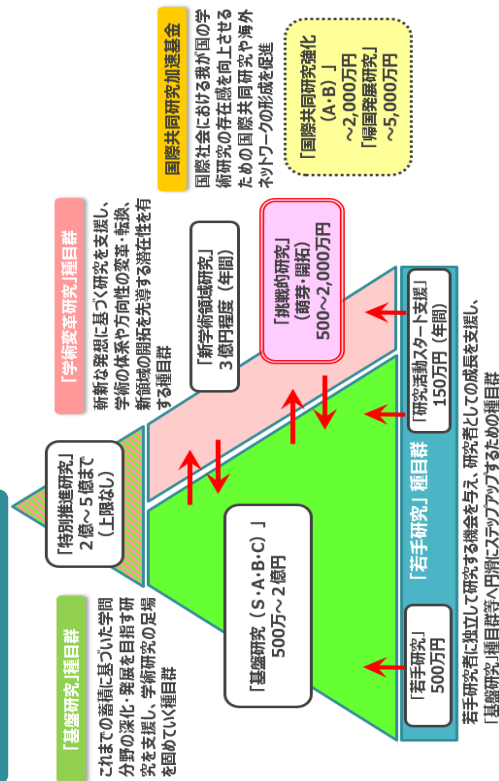 「基盤研究」種目群
これまでの蓄積に基づいた学問
分野の深化・発展を目指す研
究を支援し、学術研究の足場
を固めていく種目群
「特別推進研究」
2億～5億まで
（上限なし）
「学術変革研究」種目群
斬新な発想に基づく研究を支援し、
学術の体系や方向性の変革・転換、
新領域の開拓を先導する潜在性を有
する種目群
国際共同研究加速基金
国際社会における我が国の学
術研究の存在感を向上させる
ための国際共同研究や海外
ネットワークの形成を促進
「国際共同研究強化
（A・B）」
～2,000万円
「帰国発展研究」
～5,000万円
「新学術領域研究」
３億円程度（年間）
「挑戦的研究」
（萌芽・開拓）
500～2,000万円
「基盤研究（S・A・B・C）」
500万～２億円
「若手研究」
500万円
「若手研究」種目群
「研究活動スタート支援」
150万円（年間）
若手研究者に独立して研究する機会を与え、研究者としての成長を支援し、
「基盤研究」種目群等へ円滑にステップアップするための種目群